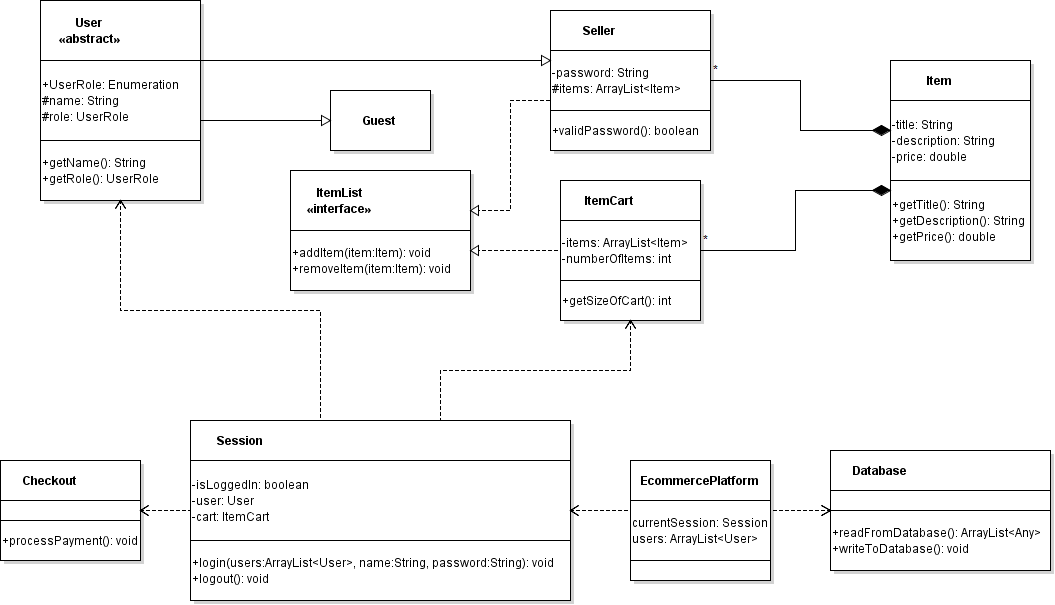 User
«abstract»
+UserRole: Enumeration
#name: String
#role: UserRole
+getName(): String
+getRole(): UserRole
Guest
Seller
-password: String
#items: ArrayList<Item>
+validPassword(): boolean
*
Item
-title: String
-description: String
-price: double
+getTitle(): String
+getDescription(): String
+getPrice(): double
ItemList
«interface»
+addItem(item:Item): void
+removeItem(item:Item): void
ItemCart
-items: ArrayList<Item>
-numberOfItems: int
+getSizeOfCart(): int
*
Checkout
+processPayment(): void
Session
-isLoggedIn: boolean
-user: User
-cart: ItemCart
+login(users:ArrayList<User>, name:String, password:String): void
+logout(): void
EcommercePlatform
currentSession: Session
users: ArrayList<User>
Database
+readFromDatabase(): ArrayList<Any>
+writeToDatabase(): void